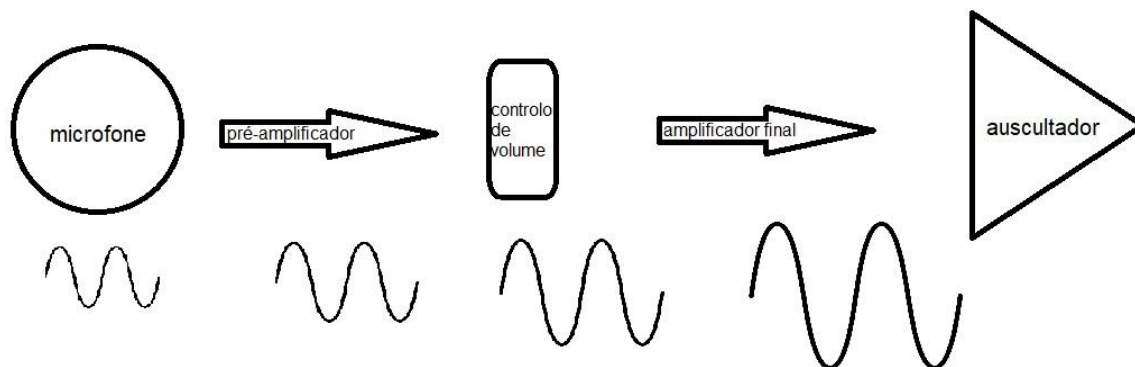 microfone
pré-amplificador
controlo
de
volume
amplificador final
auscultador